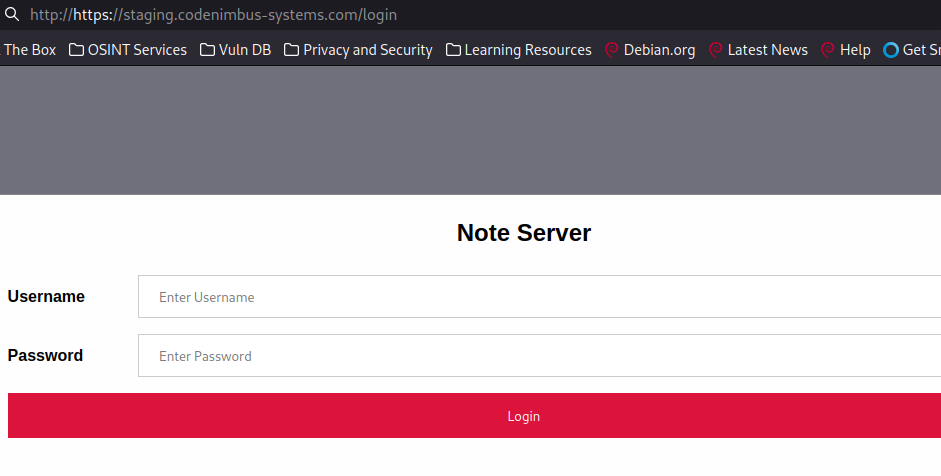 http://https://staging.codenimbus-systems.com/login
The Box OSINT Services Vuln DB Privacy and Security Learning Resources Debian.org Latest News Help Get
Note Server
Username Enter Username
Password Enter Password
Login